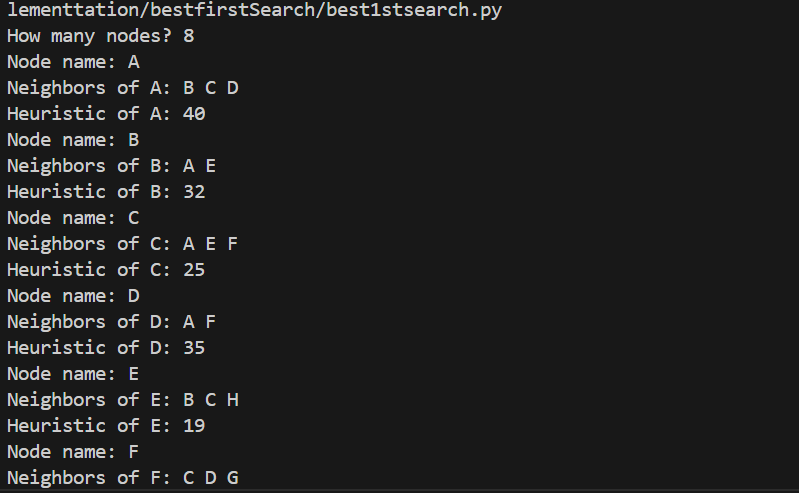 lementtation/bestfirstSearch/best1stsearch.py
How many nodes? 8
Node name: A
Neighbors of A: B C D
Heuristic of A: 40
Node name: B
Neighbors of B: A E
Heuristic of B: 32
Node name: C
Neighbors of C: A E F
Heuristic of C: 25
Node name: D
Neighbors of D: A F
Heuristic of D: 35
Node name: E
Neighbors of E: B C H
Heuristic of E: 19
Node name: F
Neighbors of F: C D G